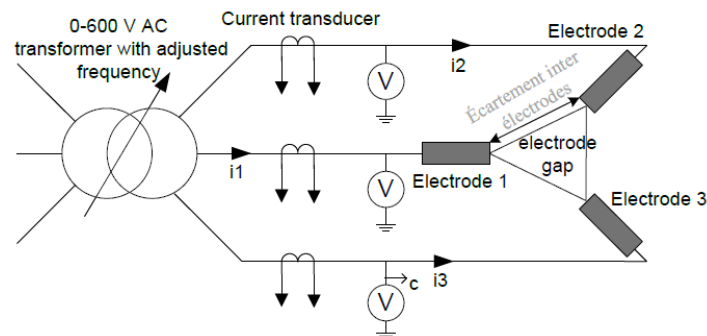 0-600 V AC
transformer with adjusted
frequency
Current transducer
Electrode 2
V
i2
Écartement inter
électrodes
electrode
gap
i1
Electrode 1
V
Electrode 3
i3
c
V